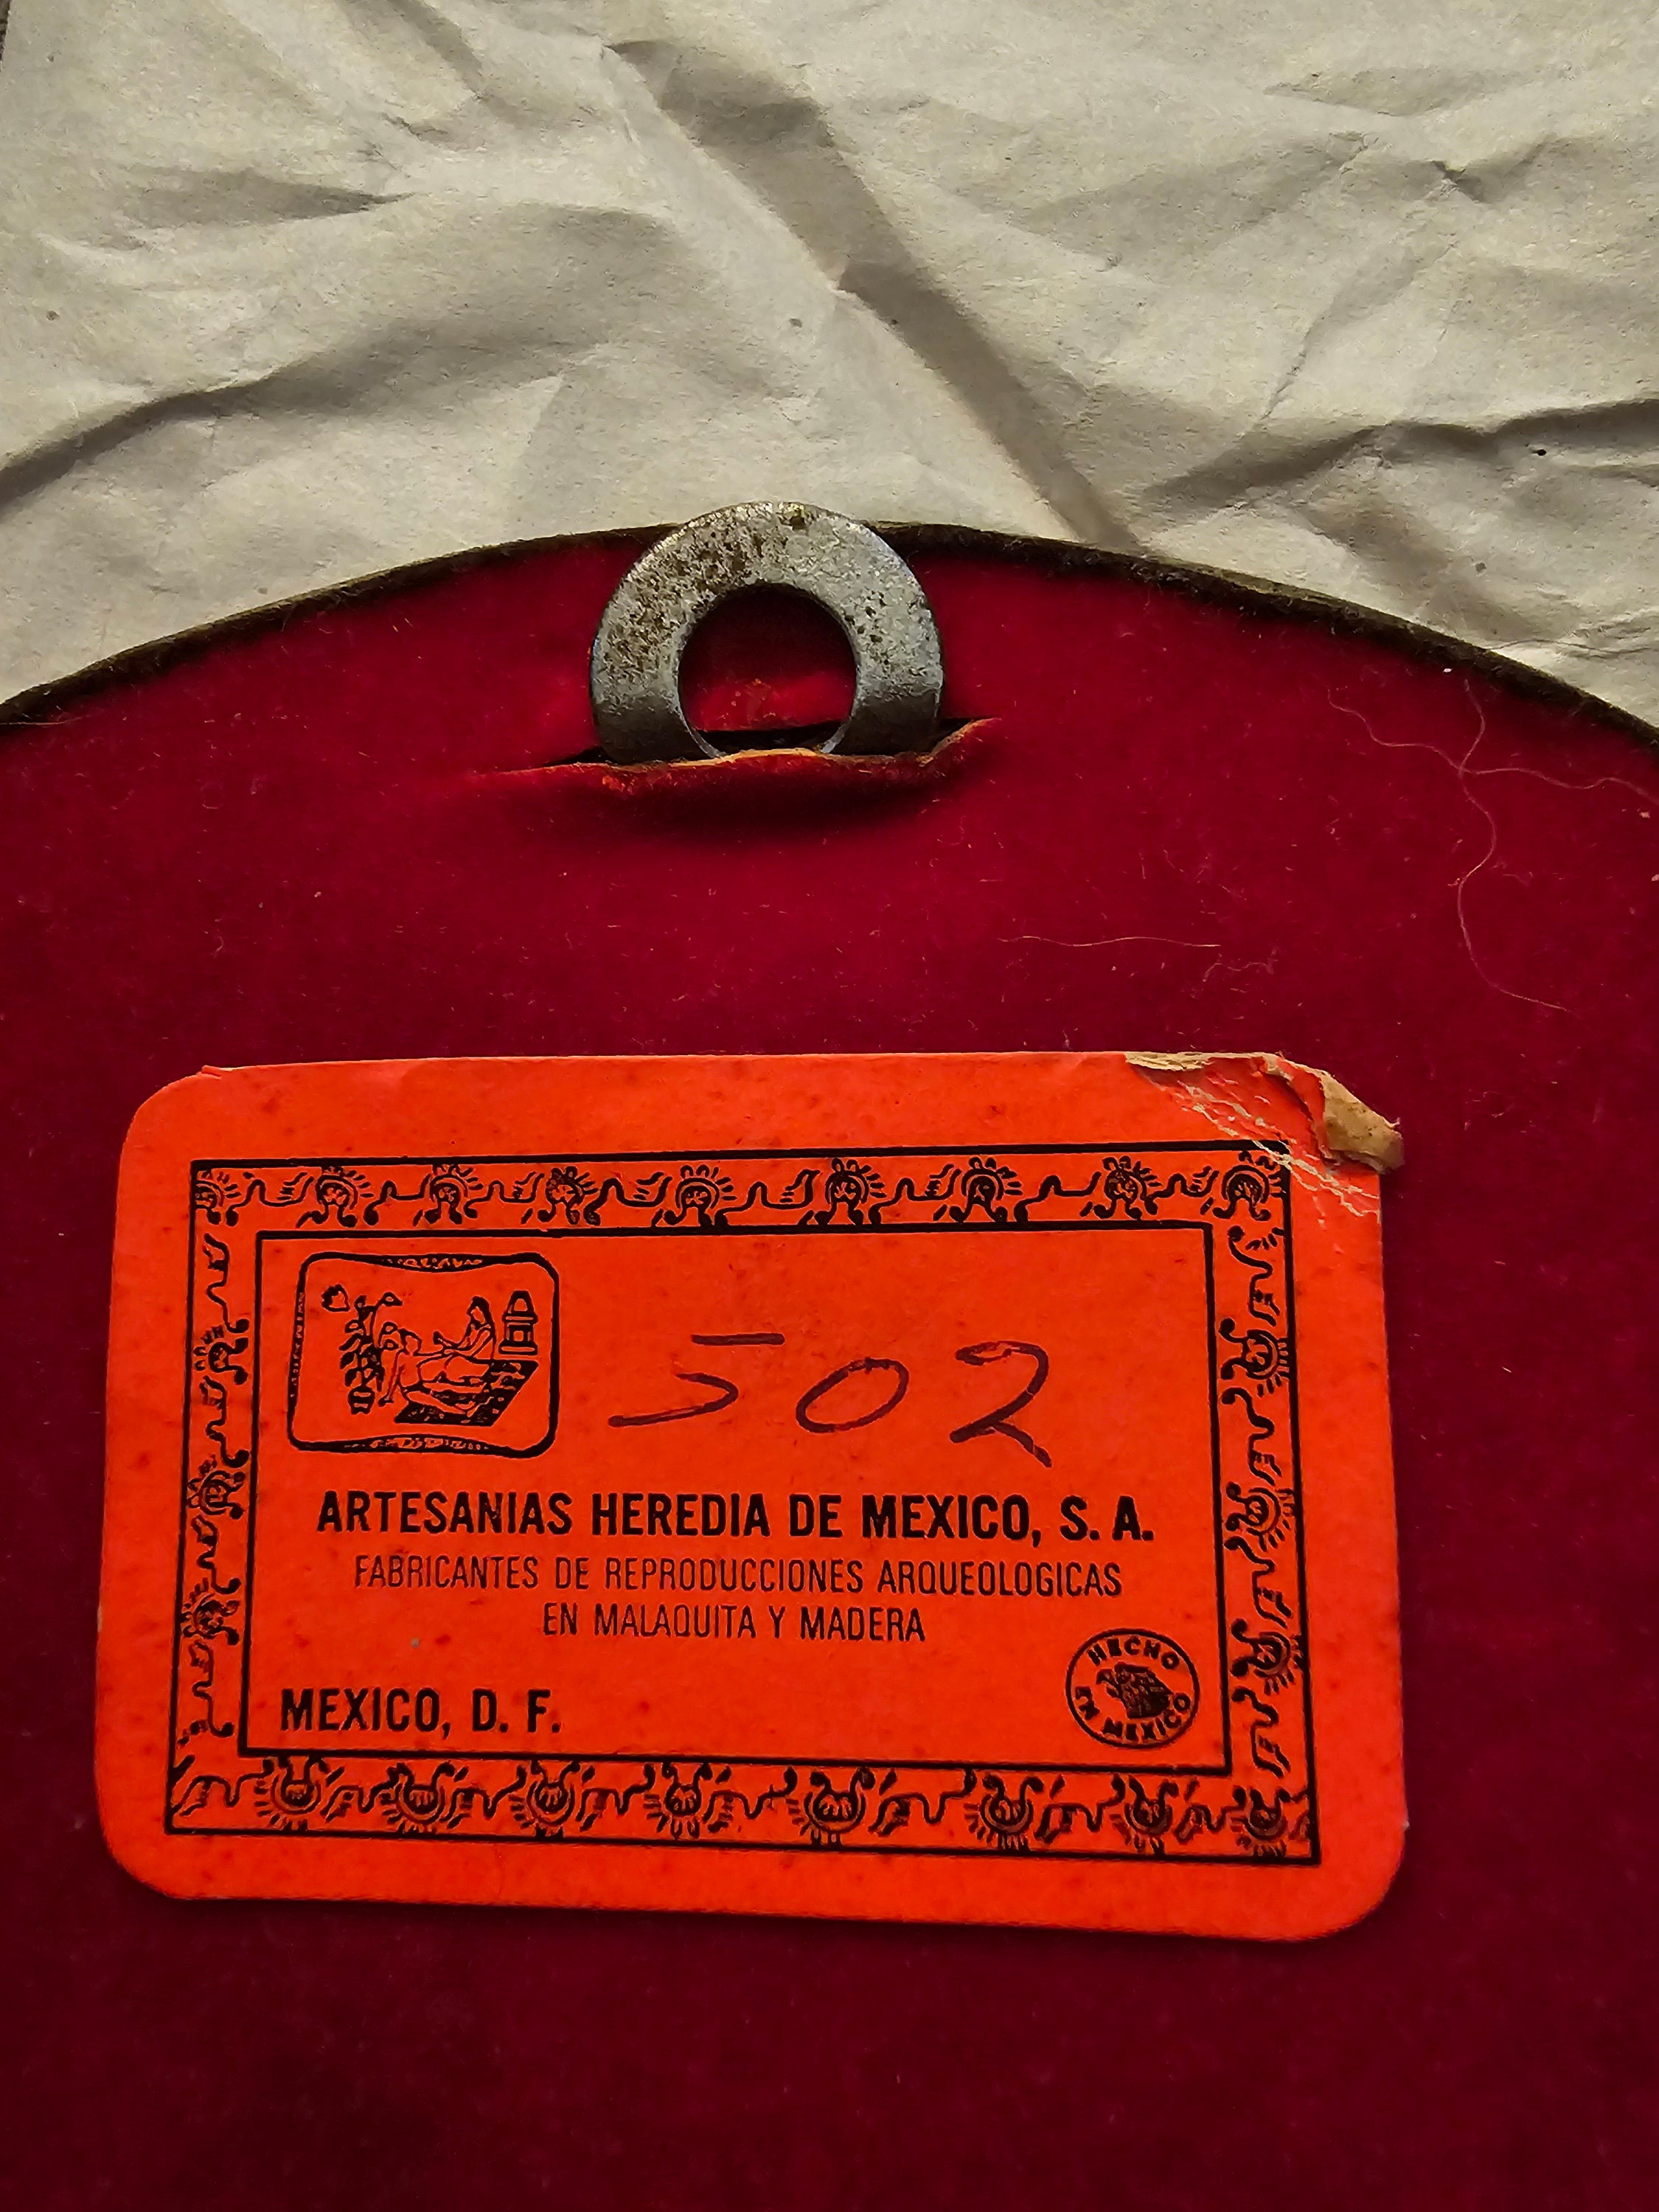 502
ARTESANIAS HEREDIA DE MEXICO, S. A.
FABRICANTES DE REPRODUCCIONES ARQUEOLOGICAS
EN MALAQUITA Y MADERA
MEXICO, D. F.
HECHO
EN MEXICO